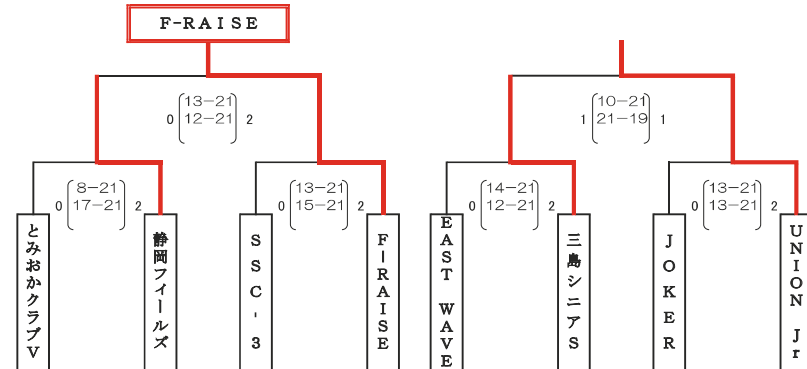 F-RAISE
13-21
0 12-21 2
10-21
1 21-19 1
8-21
0 17-21 2
13-21
0 15-21 2
14-21
0 12-21 2
13-21
0 13-21 2
とみおかクラブV
静岡フィールズ
SSC-3
F-RAISE
EAST WAVE
三島シニアS
JOKER
UNION Jr